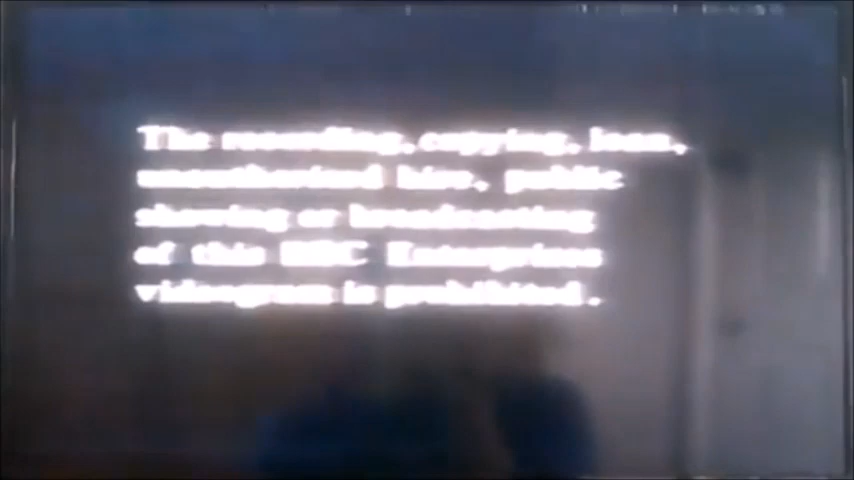 The recording, copying, loan,
unauthorised hire, public
showing or broadcasting
of this BBC Enterprises
videogram is prohibited.